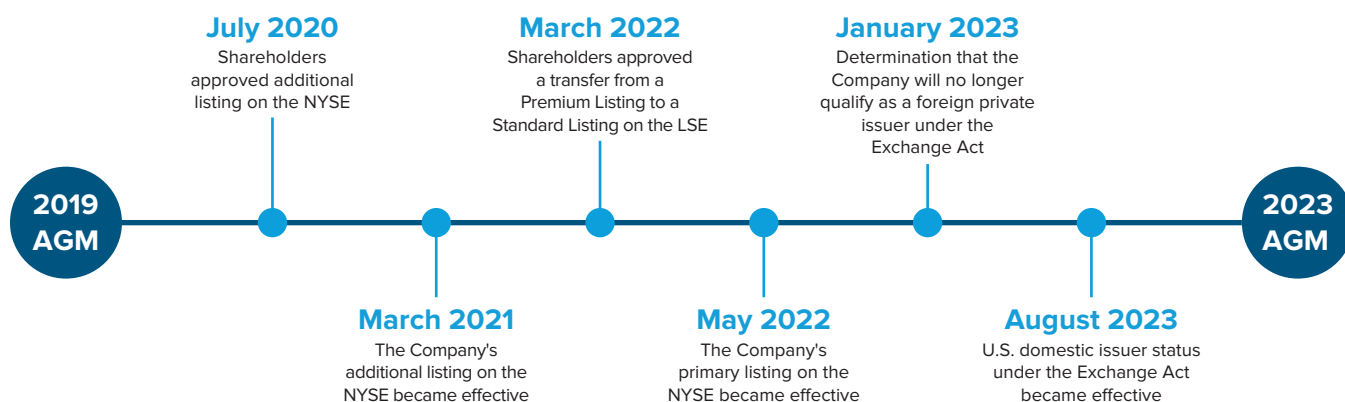 July 2020
Shareholders
approved additional
listing on the NYSE
March 2022
Shareholders approved
a transfer from a
Premium Listing to a
Standard Listing on the LSE
January 2023
Determination that the
Company will no longer
qualify as a foreign private
issuer under the
Exchange Act
2019
AGM
2023
AGM
March 2021
The Company's
additional listing on the
NYSE became effective
May 2022
The Company's
primary listing on the
NYSE became effective
August 2023
U.S. domestic issuer status
under the Exchange Act
became effective